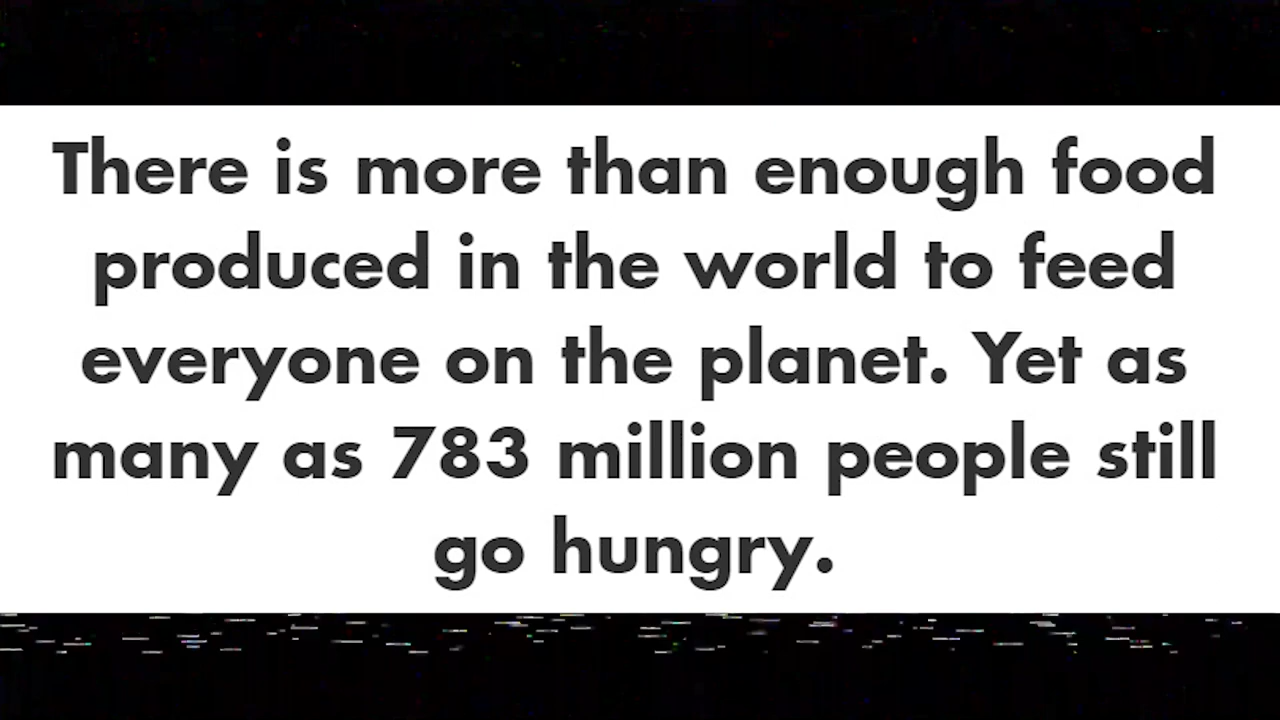 There is more than enough food
produced in the world to feed
everyone on the planet. Yet as
many as 783 million people still
go hungry.